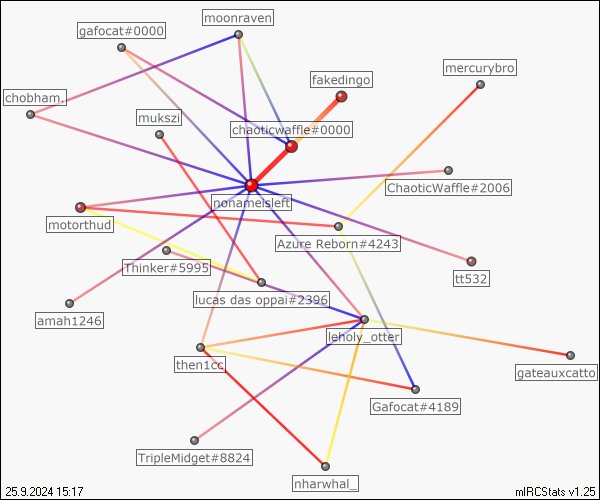 moonraven
gafocat#0000
mercurybro
fakedingo
chobham,
mukszi
chaoticwaffle#0000
ChaoticWaffle#2006
nonameisleft
motorthud
Azure Reborn#4243
Thinker#5995
tt532
lucas das oppai#2396
amah1246
leholy_otter
then1cc
gateauxcatto
Gafocat#4189
TripleMidget#8824
nharwhal_
25.9.2024 15:17
mIRCStats v1.25